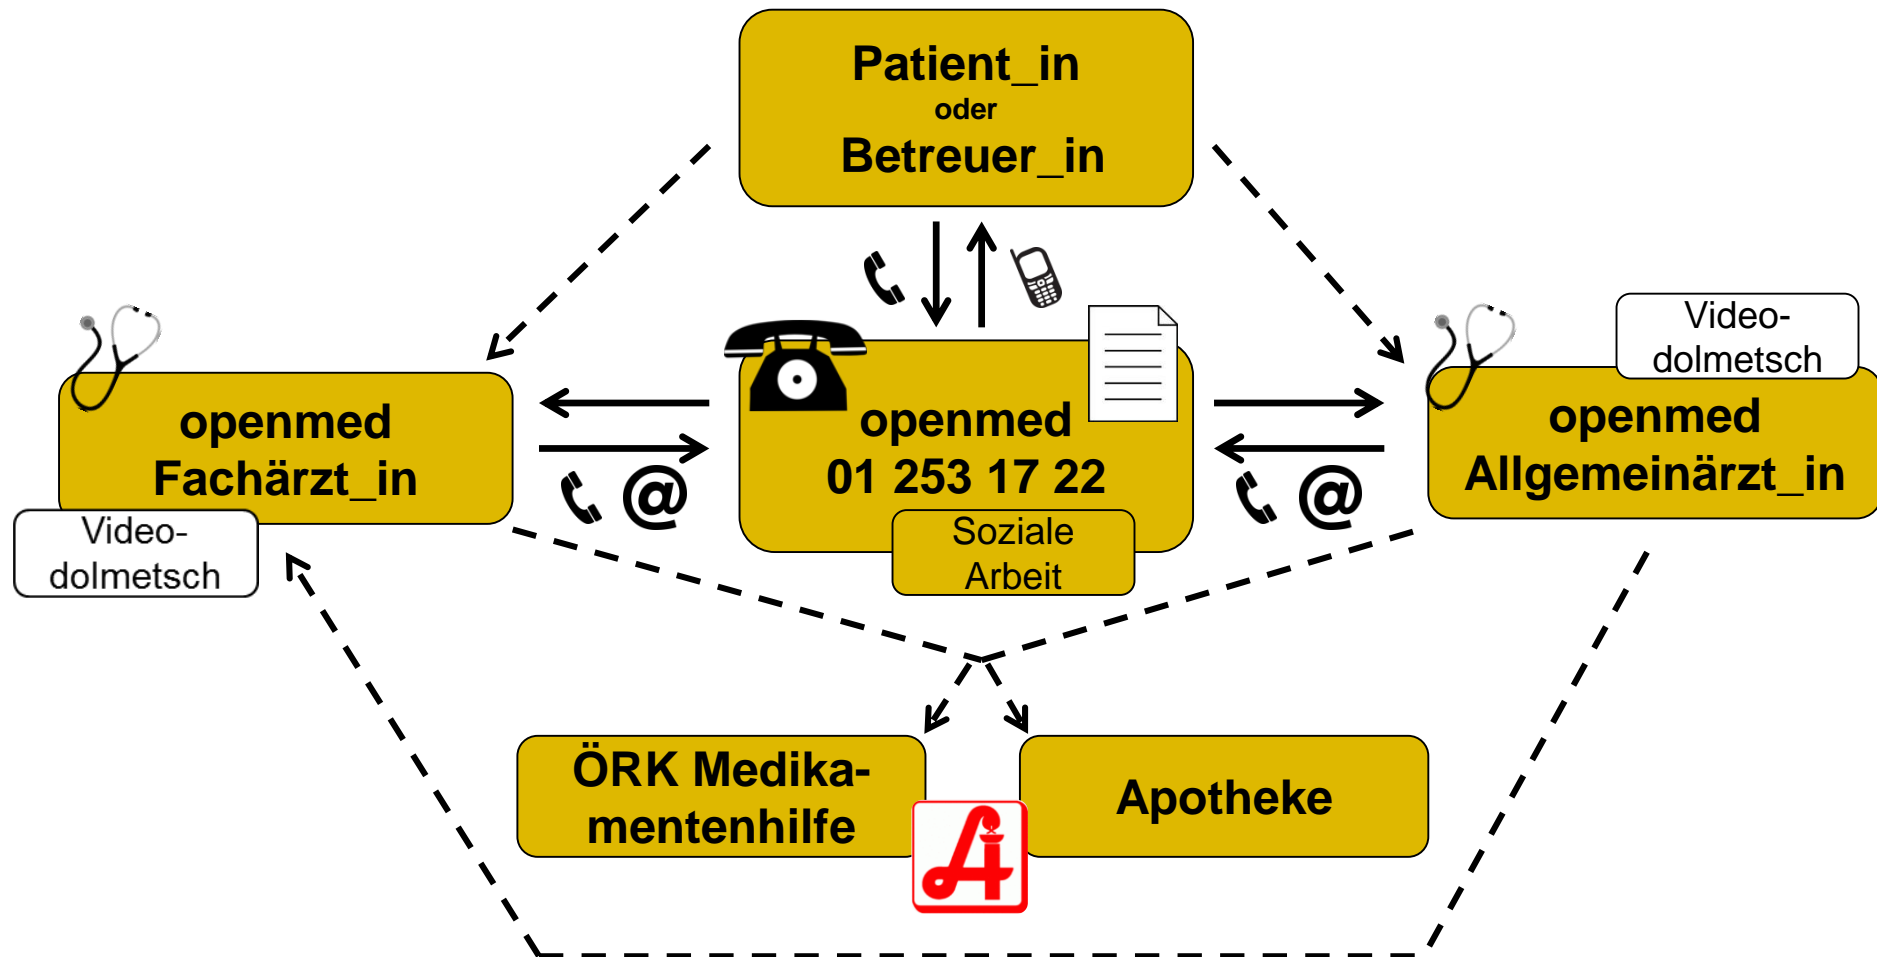 Patient_in
oder
Betreuer_in
Video-
dolmetsch
openmed
Fachärzt_in
Video-
dolmetsch
openmed
01 253 17 22
Soziale
Arbeit
openmed
Allgemeinärzt_in
@
@
ÖRK Medika-
mentenhilfe
Apotheke